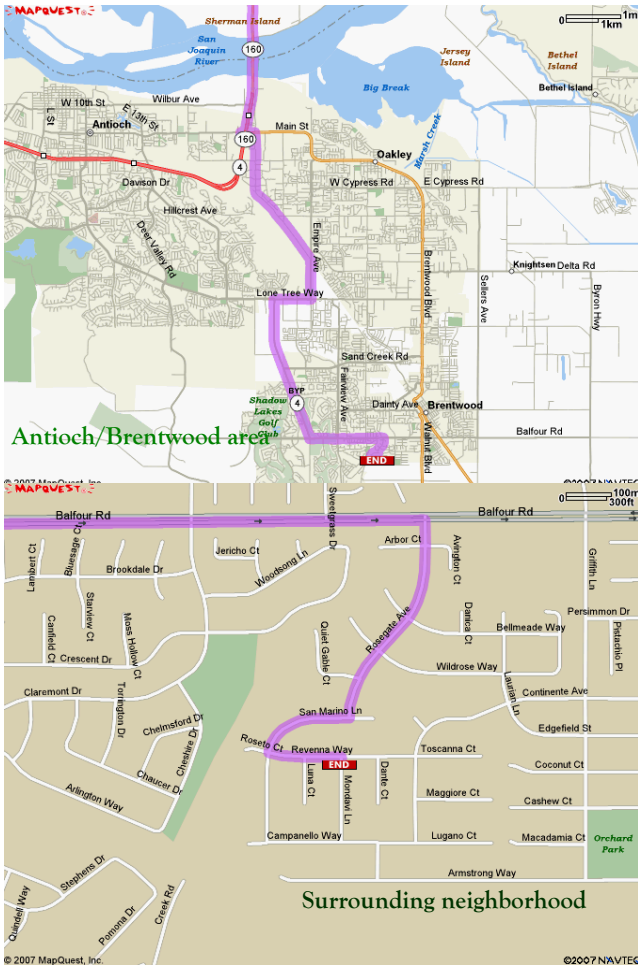 MAPQUEST
Sherman Island
1m
1km
160
San
Joaquin
River
Jersey
Island
Bethel
Island
Big Break
Bethel Island
W 10th St
Wilbur Ave
L St
E 13th St
Antioch
Main St
160
Marsh Creek
Oakley
4
Davison Dr
W Cypress Rd
E Cypress Rd
Hillcrest Ave
Deer Valley Rd
Empire Ave
Brentwood Blvd
Knightsen
Delta Rd
Sellers Ave
Byron Hwy
Lone Tree Way
Sand Creek Rd
Fairview Ave
BYP
4
Shadow
Lakes
Golf
Club
Dainty Ave
Brentwood
Walnut Blvd
Balfour Rd
Antioch/Brentwood area
END
© 2007 MapQuest, Inc.
©2007 NAVTEQ
MAPQUEST
100m
300ft
Balfour Rd
Balfour Rd
Sweetgrass Dr
Lambert Ct
Bluesage Ct
Jericho Ct
Arbor Ct
Avington Ct
Woodsong Ln
Brookdale Dr
Griffith Ln
Starview Ct
Canfield Ct
Moss Hollow Ct
Rosegate Ave
Danica Ct
Persimmon Dr
Bellmeade Way
Pistachio Pl
Quiet Gable Ct
Crescent Dr
Wildrose Way
Laurian Ln
Claremont Dr
Torrington Dr
Continente Ave
San Marino Ln
Chelmsford Dr
Edgefield St
Cheshire Dr
Roseto Ct
Revenna Way
Toscanna Ct
END
Coconut Ct
Chaucer Dr
Luna Ct
Mondavi Ln
Dante Ct
Arlington Way
Maggiore Ct
Cashew Ct
Campanello Way
Lugano Ct
Macadamia Ct
Orchard
Park
Armstrong Way
Stephens Dr
Quindell Way
Pomona Dr
Creek Rd
Surrounding neighborhood
© 2007 MapQuest, Inc.
©2007 NAVTEQ